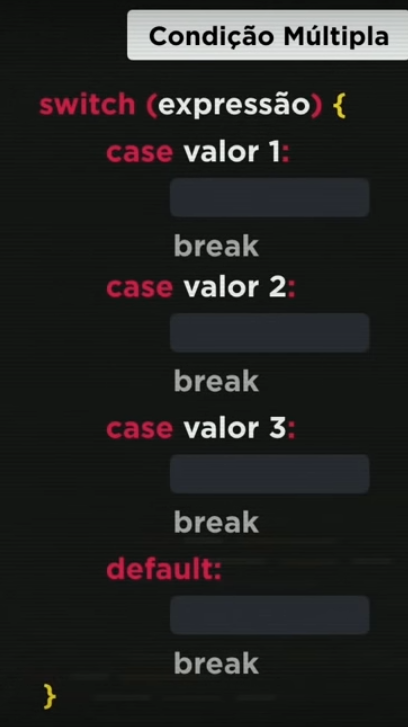 Condição Múltipla
switch (expressão) {
case valor 1:
break
case valor 2:
break
case valor 3:
break
default:
break
}